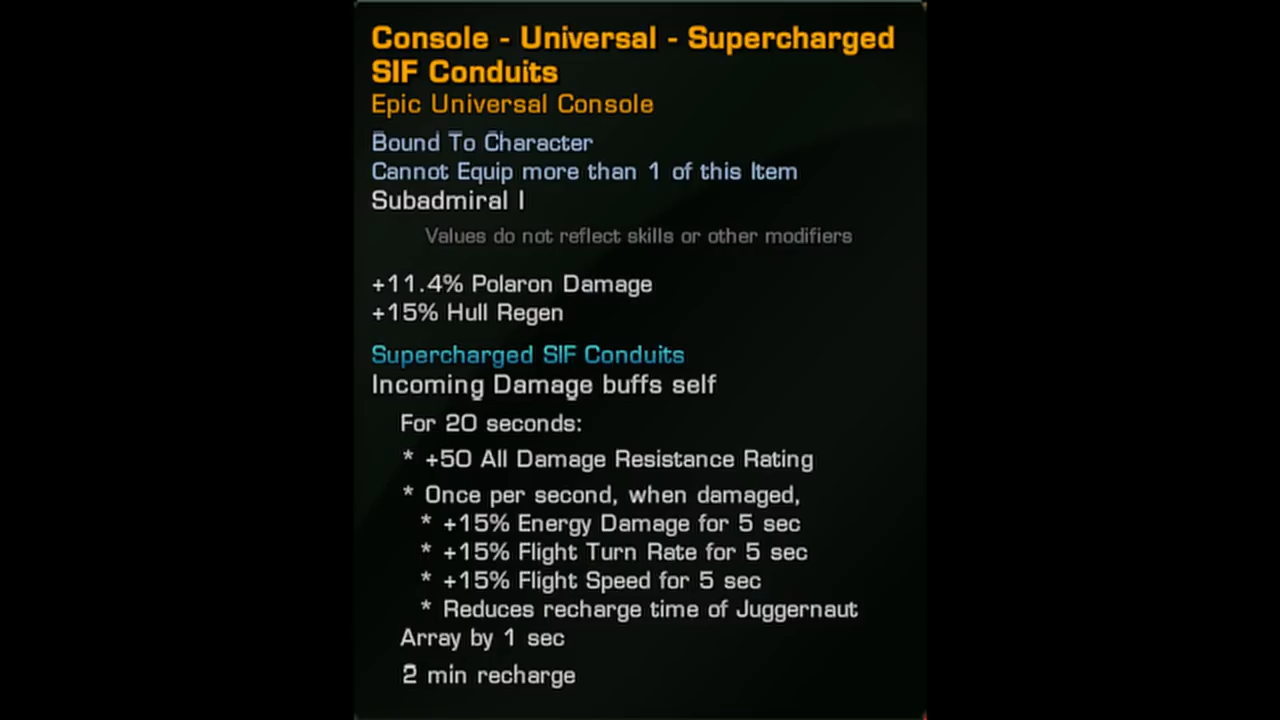 Console - Universal - Supercharged
SIF Conduits
Epic Universal Console
Bound To Character
Cannot Equip more than 1 of this Item
Subadmiral I
Values do not reflect skills or other modifiers
+11.4% Polaron Damage
+15% Hull Regen
Supercharged SIF Conduits
Incoming Damage buffs self
For 20 seconds:
* +50 All Damage Resistance Rating
* Once per second, when damaged,
* +15% Energy Damage for 5 sec
* +15% Flight Turn Rate for 5 sec
* +15% Flight Speed for 5 sec
* Reduces recharge time of Juggernaut
Array by 1 sec
2 min recharge